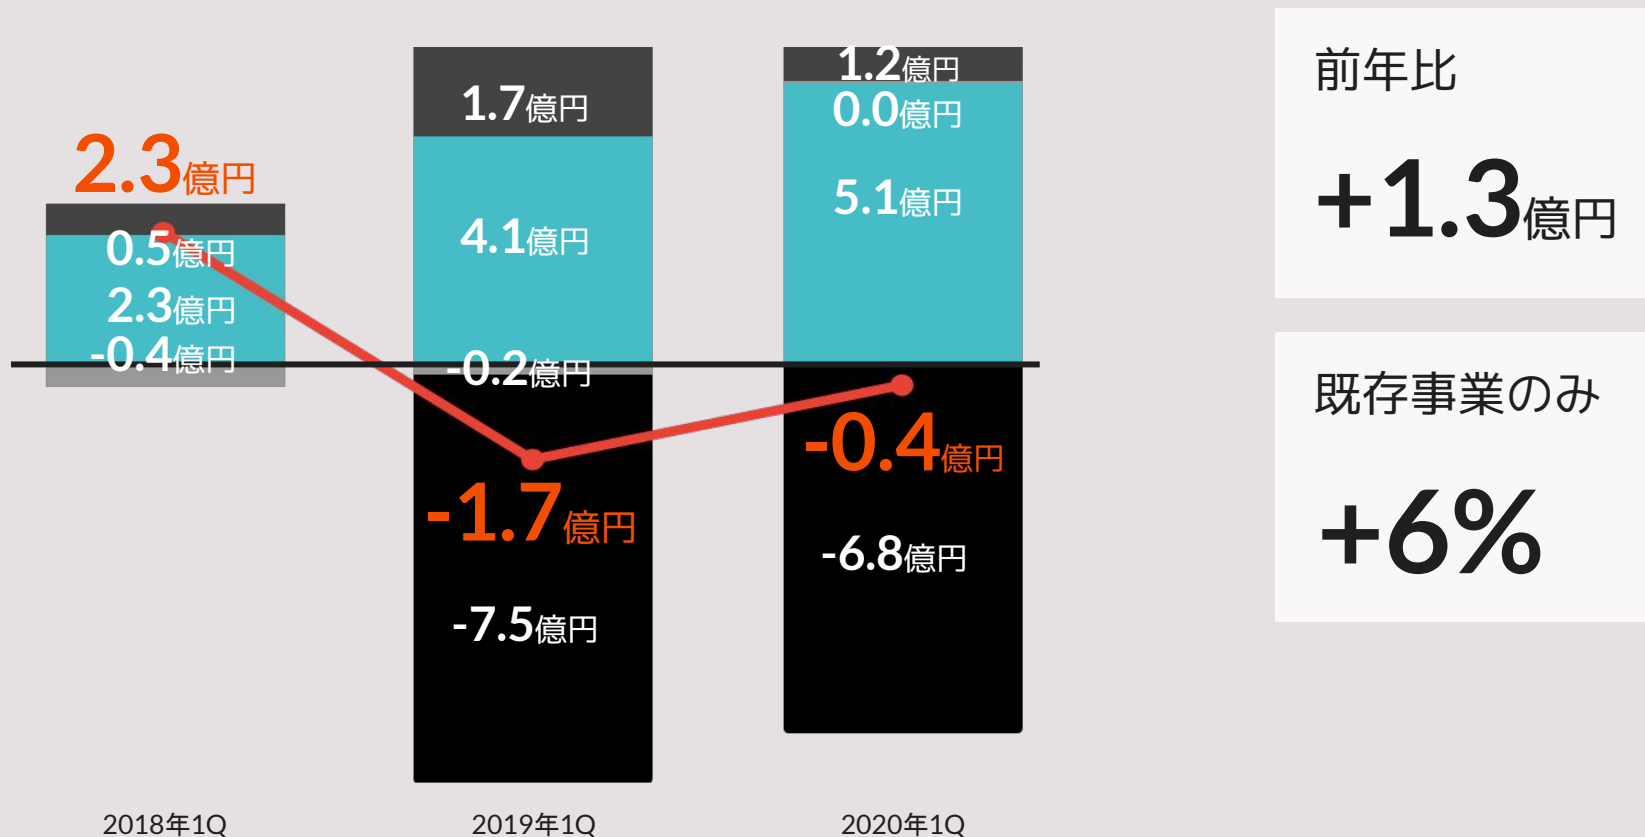 2.3億円
0.5億円
2.3億円
-0.4億円
1.7億円
4.1億円
-0.2億円
-1.7億円
-7.5億円
1.2億円
0.0億円
5.1億円
-0.4億円
-6.8億円
2018年1Q
2019年1Q
2020年1Q
前年比
+1.3億円
既存事業のみ
+6%